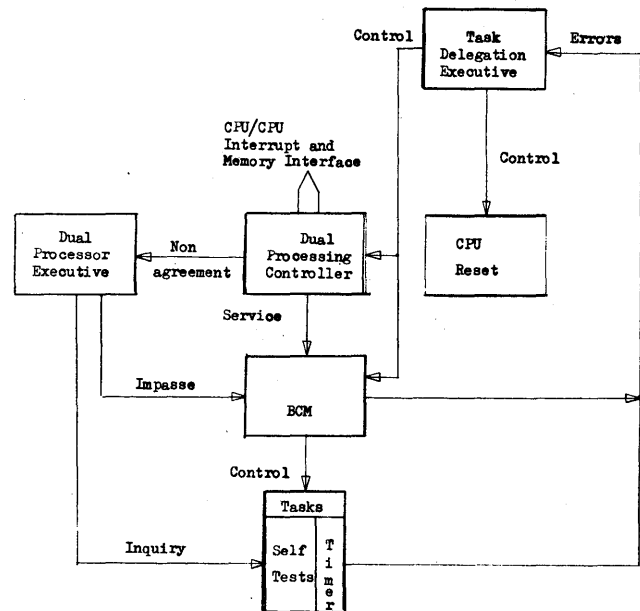 Control
Task
Delegation
Executive
Errors
CPU/CPU
Interrupt and
Memory Interface
Control
Dual
Processor
Executive
Non
agreement
Dual
Processing
Controller
CPU
Reset
Service
Impasse
BCM
Control
Tasks
Inquiry
Self
Tests
Timer